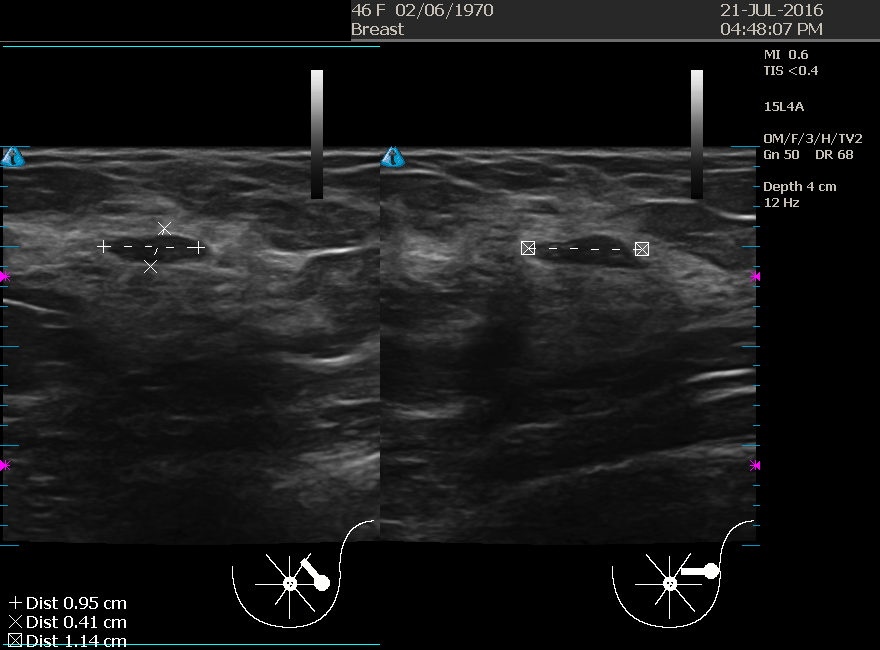 46 F 02/06/1970 21-JUL-2016
Breast 04:48:07 PM
MI 0.6
TIS <0.4
15L4A
OM/F/3/H/TV2
Gn 50 DR 68
Depth 4 cm
12 Hz
Dist 0.95 cm
Dist 0.41 cm
Dist 1.14 cm